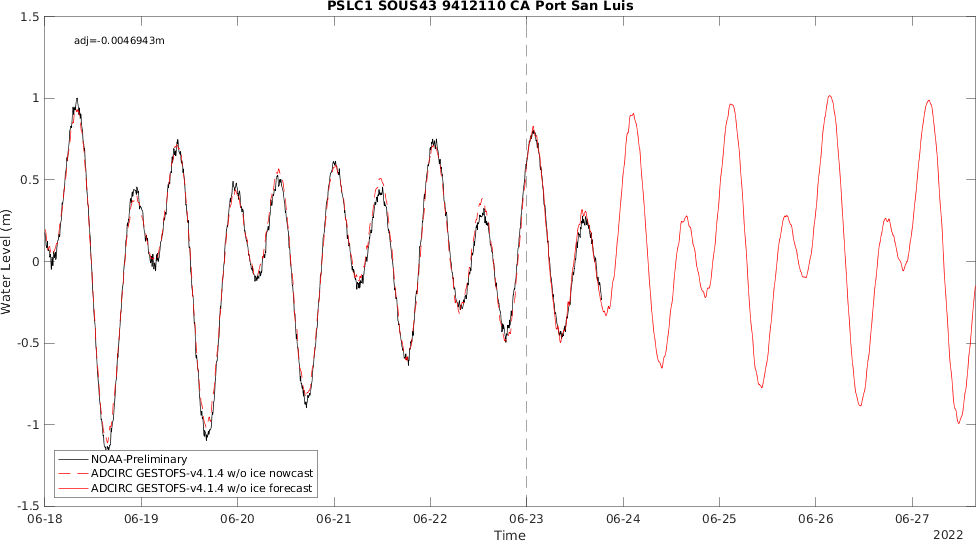 PSLC1 SOUS43 9412110 CA Port San Luis
adj=-0.0046943m
1.5
1
0.5
0
-0.5
-1
-1.5
Water Level (m)
NOAA-Preliminary
ADCIRC GESTOFS-v4.1.4 w/o ice nowcast
ADCIRC GESTOFS-v4.1.4 w/o ice forecast
06-18 06-19 06-20 06-21 06-22 06-23 06-24 06-25 06-26 06-27
Time
2022